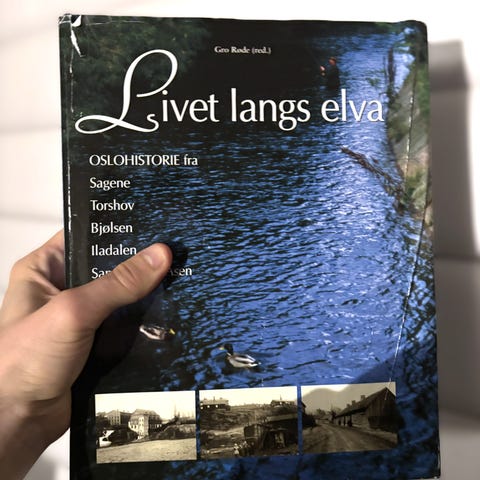 Gro Røde (red.)
Livet langs elva
OSLOHISTORIE fra
Sagene
Torshov
Bjølsen
Iladalen